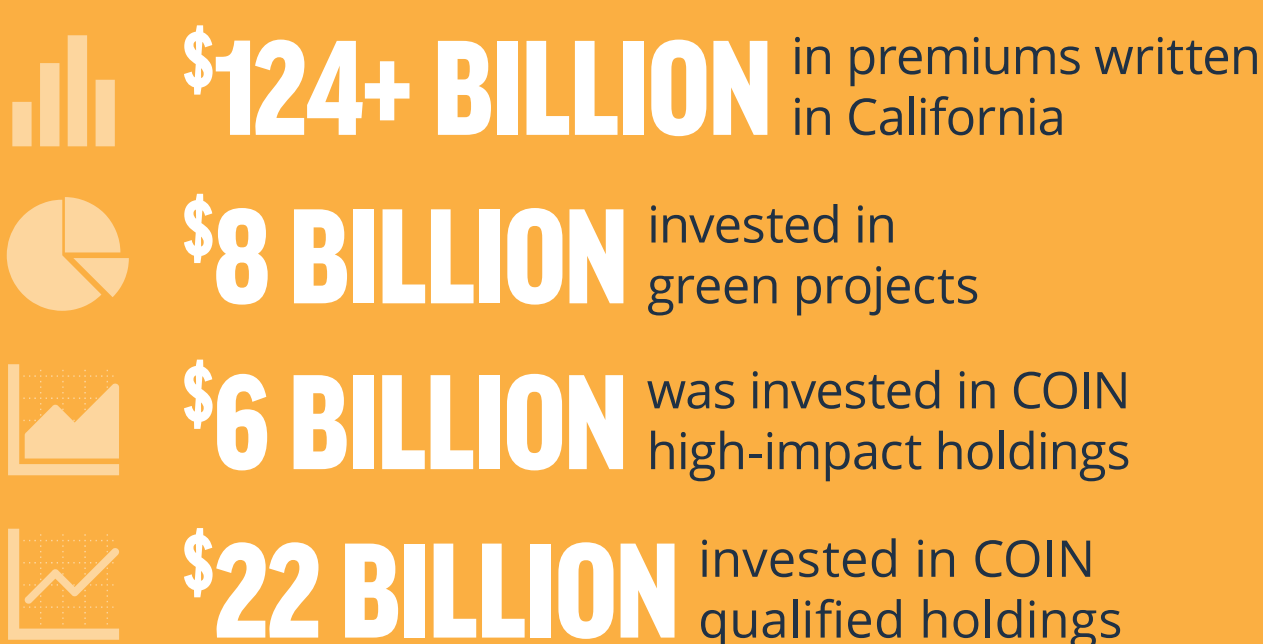 $124+ BILLION in premiums written
in California
$8 BILLION invested in
green projects
$6 BILLION was invested in COIN
high-impact holdings
$22 BILLION invested in COIN
qualified holdings